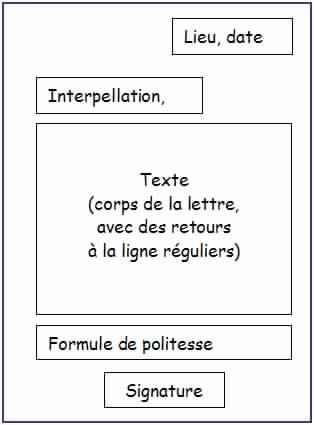 Lieu, date
Interpellation,
Texte
(corps de la lettre,
avec des retours
à la ligne réguliers)
Formule de politesse
Signature